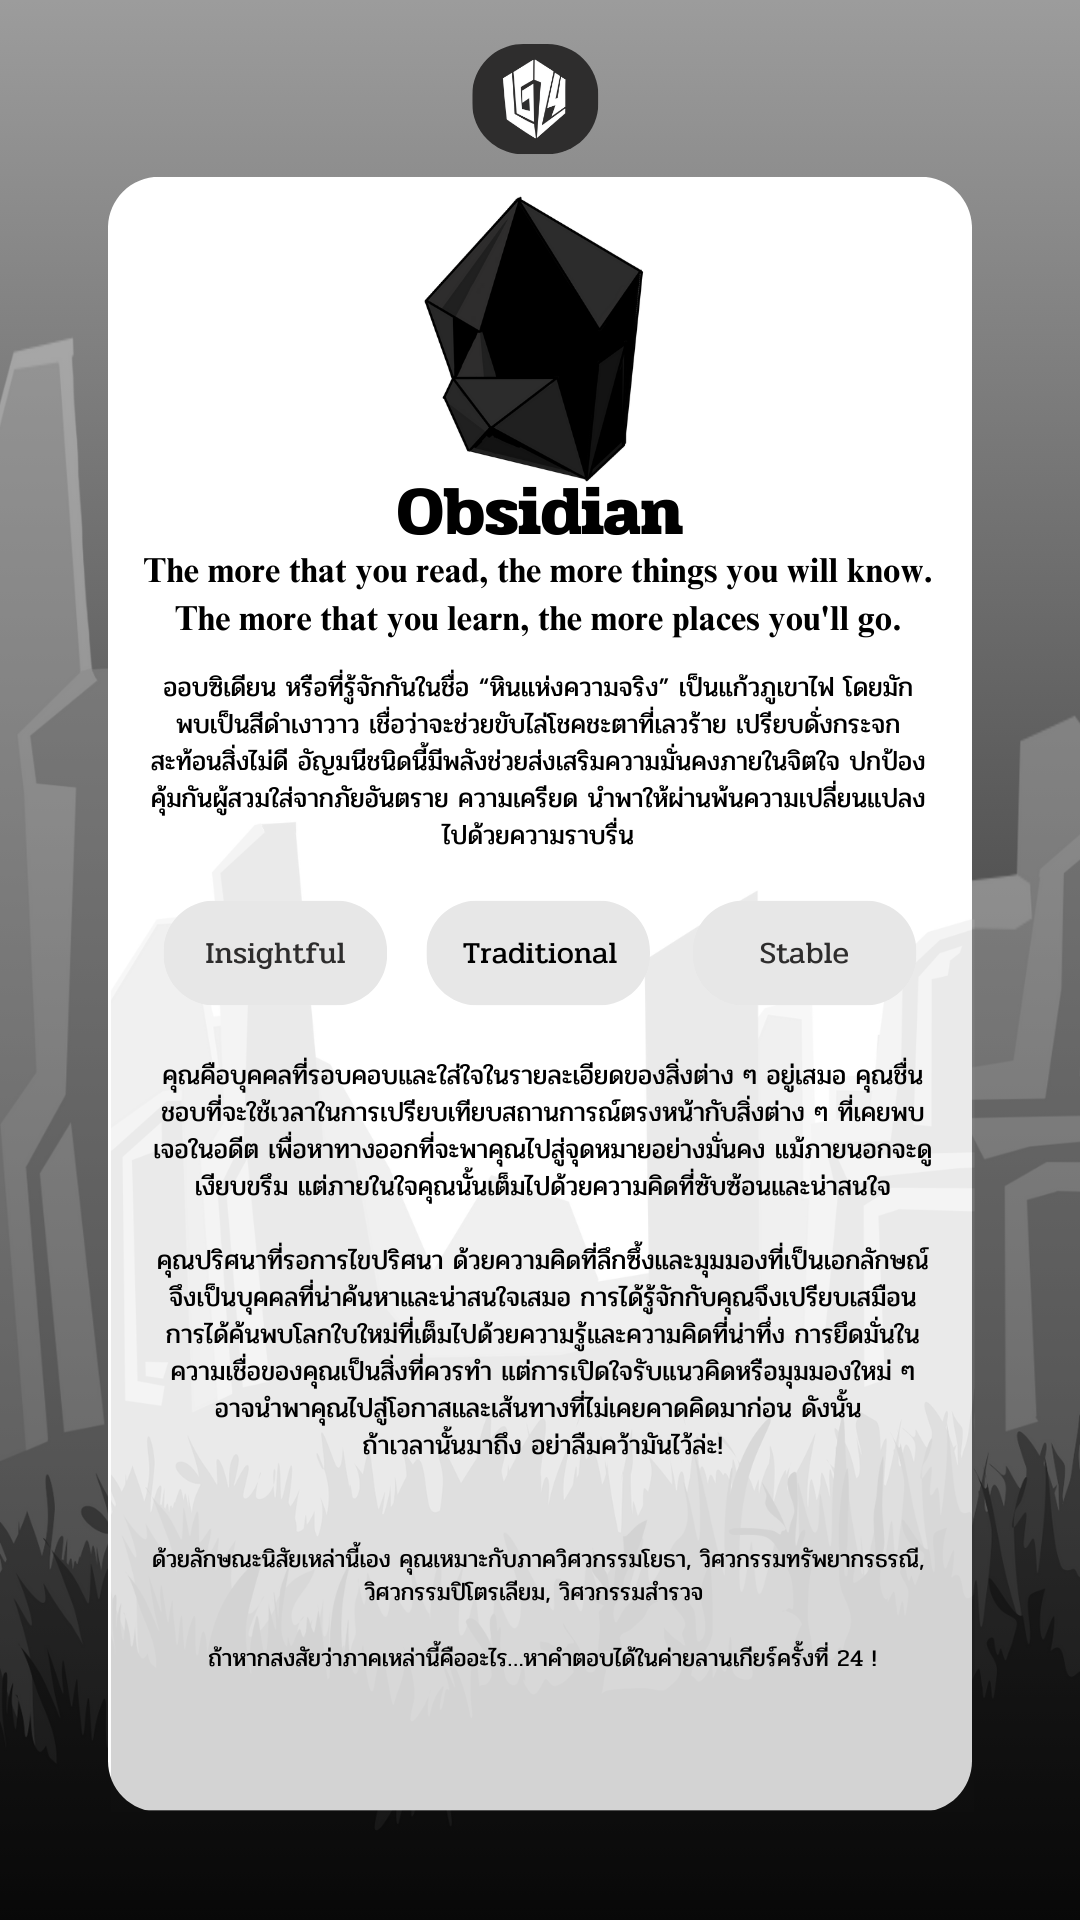 LG24
Obsidian
The more that you read, the more things you will know.
The more that you learn, the more places you'll go.
ออบซิเดียน หรือที่รู้จักกันในชื่อ “หินแห่งความจริง” เป็นแก้วภูเขาไฟ โดยมัก
พบเป็นสีดำเงาวาว เชื่อว่าจะช่วยขับไล่โชคชะตาที่เลวร้าย เปรียบดั่งกระจก
สะท้อนสิ่งไม่ดี อัญมนีชนิดนี้มีพลังช่วยส่งเสริมความมั่นคงภายในจิตใจ ปกป้อง
คุ้มกันผู้สวมใส่จากภัยอันตราย ความเครียด นำพาให้ผ่านพ้นความเปลี่ยนแปลง
ไปด้วยความราบรื่น
Insightful Traditional Stable
คุณคือบุคคลที่รอบคอบและใส่ใจในรายละเอียดของสิ่งต่าง ๆ อยู่เสมอ คุณชื่น
ชอบที่จะใช้เวลาในการเปรียบเทียบสถานการณ์ตรงหน้ากับสิ่งต่าง ๆ ที่เคยพบ
เจอในอดีต เพื่อหาทางออกที่จะพาคุณไปสู่จุดหมายอย่างมั่นคง แม้ภายนอกจะดู
เงียบขรึม แต่ภายในใจคุณนั้นเต็มไปด้วยความคิดที่ซับซ้อนและน่าสนใจ
คุณปริศนาที่รอการไขปริศนา ด้วยความคิดที่ลึกซึ้งและมุมมองที่เป็นเอกลักษณ์
จึงเป็นบุคคลที่น่าค้นหาและน่าสนใจเสมอ การได้รู้จักกับคุณจึงเปรียบเสมือน
การได้ค้นพบโลกใบใหม่ที่เต็มไปด้วยความรู้และความคิดที่น่าทึ่ง การยึดมั่นใน
ความเชื่อของคุณเป็นสิ่งที่ควรทำ แต่การเปิดใจรับแนวคิดหรือมุมมองใหม่ ๆ
อาจนำพาคุณไปสู่โอกาสและเส้นทางที่ไม่เคยคาดคิดมาก่อน ดังนั้น
ถ้าเวลานั้นมาถึง อย่าลืมคว้ามันไว้ล่ะ!
ด้วยลักษณะนิสัยเหล่านี้เอง คุณเหมาะกับภาควิศวกรรมโยธา, วิศวกรรมทรัพยากรธรณี,
วิศวกรรมปิโตรเลียม, วิศวกรรมสำรวจ
ถ้าหากสงสัยว่าภาคเหล่านี้คืออะไร...หาคำตอบได้ในค่ายลานเกียร์ครั้งที่ 24 !